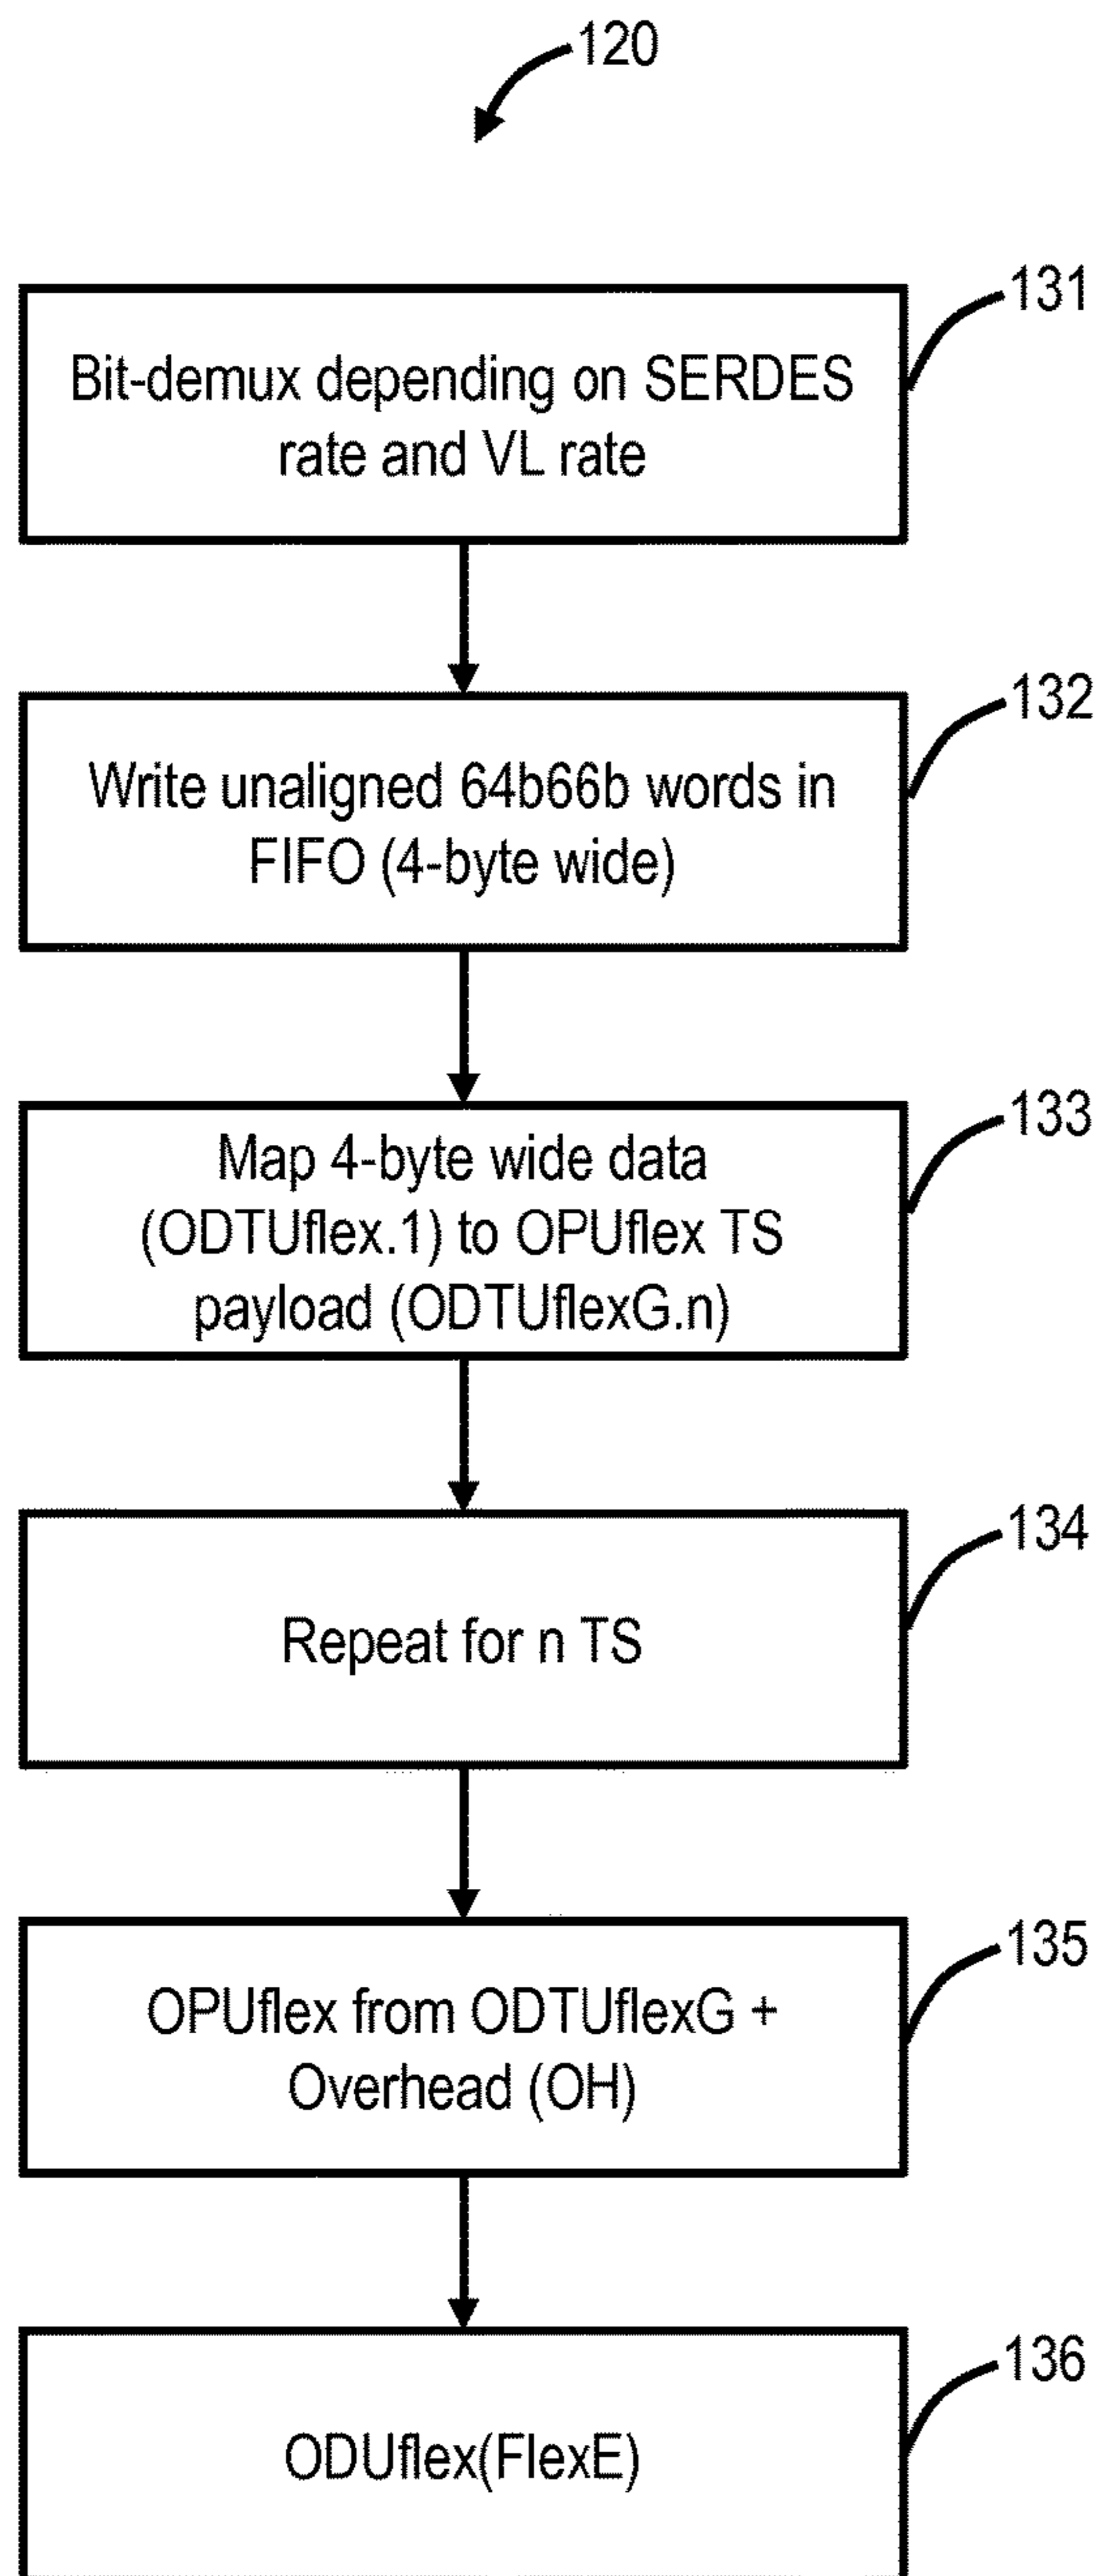 120
131
Bit-demux depending on SERDES
rate and VL rate
132
Write unaligned 64b66b words in
FIFO (4-byte wide)
133
Map 4-byte wide data
(ODTUflex.1) to OPUflex TS
payload (ODTUflexG.n)
134
Repeat for n TS
135
OPUflex from ODTUflexG +
Overhead (OH)
136
ODUflex(FlexE)